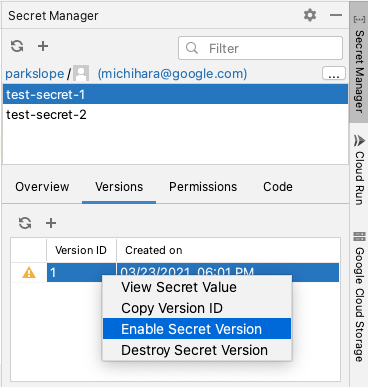 Secret Manager
Filter
parkslope / (michihara@google.com) ...
test-secret-1
test-secret-2
Overview Versions Permissions Code
Version ID Created on
1 03/23/2021, 06:01 PM
View Secret Value
Copy Version ID
Enable Secret Version
Destroy Secret Version
Secret Manager
Cloud Run
Google Cloud Storage